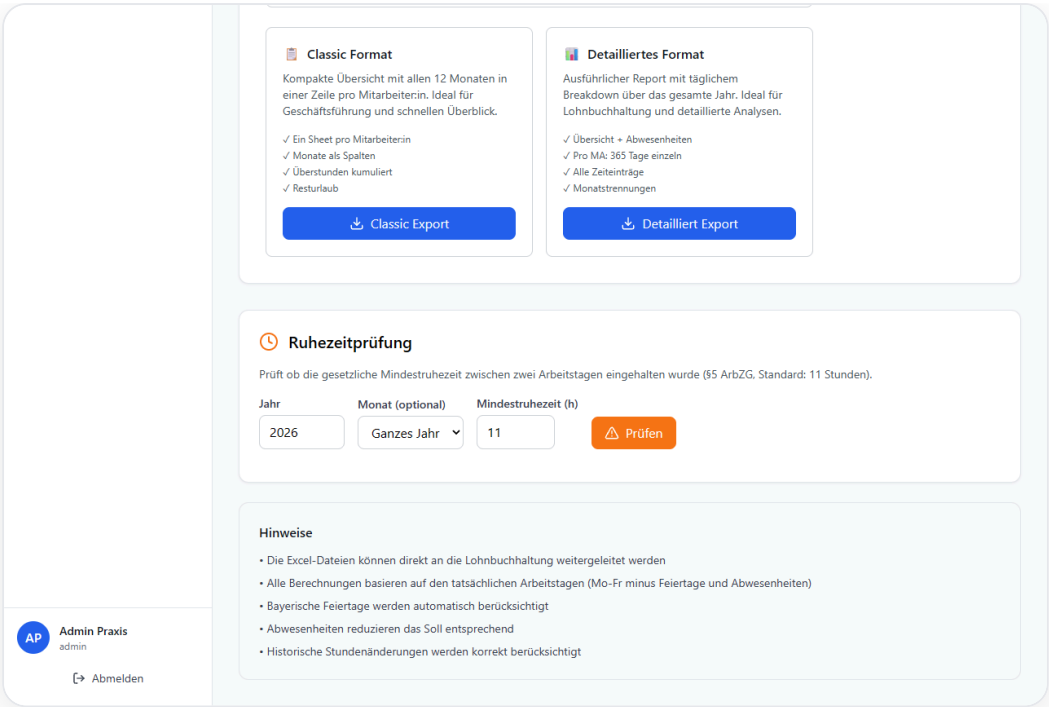 Classic Format
Kompakte Übersicht mit allen 12 Monaten in
einer Zeile pro Mitarbeiter:in. Ideal für
Geschäftsführung und schnellen Überblick.
✓ Ein Sheet pro Mitarbeiter:in
✓ Monate als Spalten
✓ Überstunden kumuliert
✓ Resturlaub
Classic Export
Detailliertes Format
Ausführlicher Report mit täglichem
Breakdown über das gesamte Jahr. Ideal für
Lohnbuchhaltung und detaillierte Analysen.
✓ Übersicht + Abwesenheiten
✓ Pro MA: 365 Tage einzeln
✓ Alle Zeiteinträge
✓ Monatstrennungen
Detailliert Export
Ruhezeitprüfung
Prüft ob die gesetzliche Mindestruhezeit zwischen zwei Arbeitstagen eingehalten wurde (§5 ArbZG, Standard: 11 Stunden).
Jahr
2026
Monat (optional)
Ganzes Jahr
Mindestruhezeit (h)
11
Prüfen
Hinweise
• Die Excel-Dateien können direkt an die Lohnbuchhaltung weitergeleitet werden
• Alle Berechnungen basieren auf den tatsächlichen Arbeitstagen (Mo-Fr minus Feiertage und Abwesenheiten)
• Bayerische Feiertage werden automatisch berücksichtigt
• Abwesenheiten reduzieren das Soll entsprechend
• Historische Stundenänderungen werden korrekt berücksichtigt
AP
Admin Praxis
admin
Abmelden